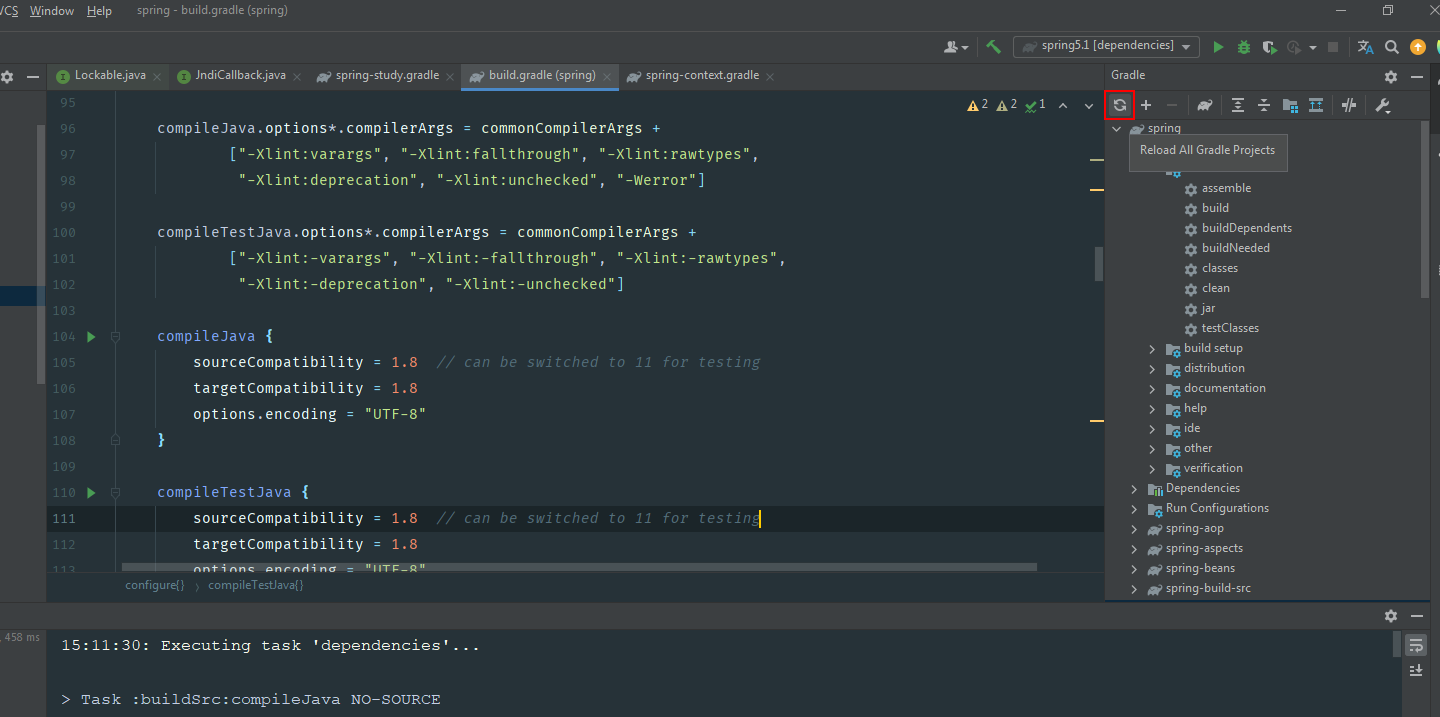 VCS Window Help spring - build.gradle (spring)
spring5.1 [dependencies]
Lockable.java JndiCallback.java spring-study.gradle build.gradle (spring) spring-context.gradle
2 2 1
95
96 compileJava.options*.compilerArgs = commonCompilerArgs +
97 ["-Xlint:varargs", "-Xlint:fallthrough", "-Xlint:rawtypes",
98 "-Xlint:deprecation", "-Xlint:unchecked", "-Werror"]
99
100 compileTestJava.options*.compilerArgs = commonCompilerArgs +
101 ["-Xlint:-varargs", "-Xlint:-fallthrough", "-Xlint:-rawtypes",
102 "-Xlint:-deprecation", "-Xlint:-unchecked"]
103
104 compileJava {
105 sourceCompatibility = 1.8 // can be switched to 11 for testing
106 targetCompatibility = 1.8
107 options.encoding = "UTF-8"
108 }
109
110 compileTestJava {
111 sourceCompatibility = 1.8 // can be switched to 11 for testing
112 targetCompatibility = 1.8
113 options.encoding = "UTF-8"
configure{} › compileTestJava{}
Gradle
spring
Reload All Gradle Projects
assemble
build
buildDependents
buildNeeded
classes
clean
jar
testClasses
build setup
distribution
documentation
help
ide
other
verification
Dependencies
Run Configurations
spring-aop
spring-aspects
spring-beans
spring-build-src
458 ms
15:11:30: Executing task 'dependencies'...
> Task :buildSrc:compileJava NO-SOURCE